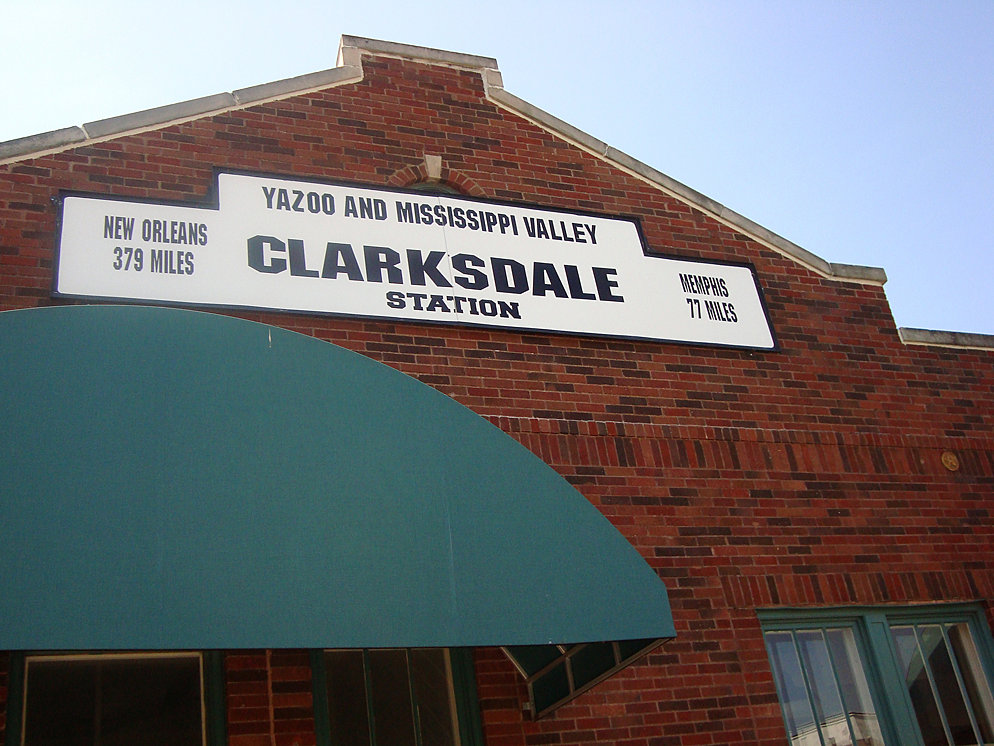 YAZOO AND MISSISSIPPI VALLEY
NEW ORLEANS
379 MILES
CLARKSDALE
STATION
MEMPHIS
77 MILES